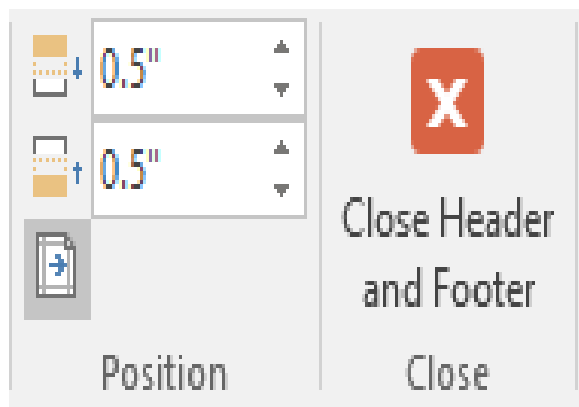 0.5"
0.5"
Position
X
Close Header
and Footer
Close